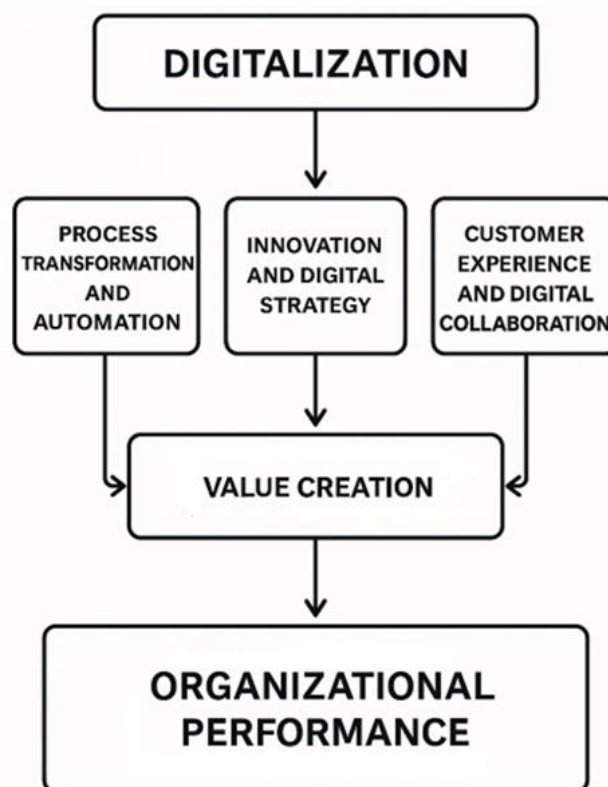 DIGITALIZATION
PROCESS
TRANSFORMATION
AND
AUTOMATION
INNOVATION
AND DIGITAL
STRATEGY
CUSTOMER
EXPERIENCE
AND DIGITAL
COLLABORATION
VALUE CREATION
ORGANIZATIONAL
PERFORMANCE